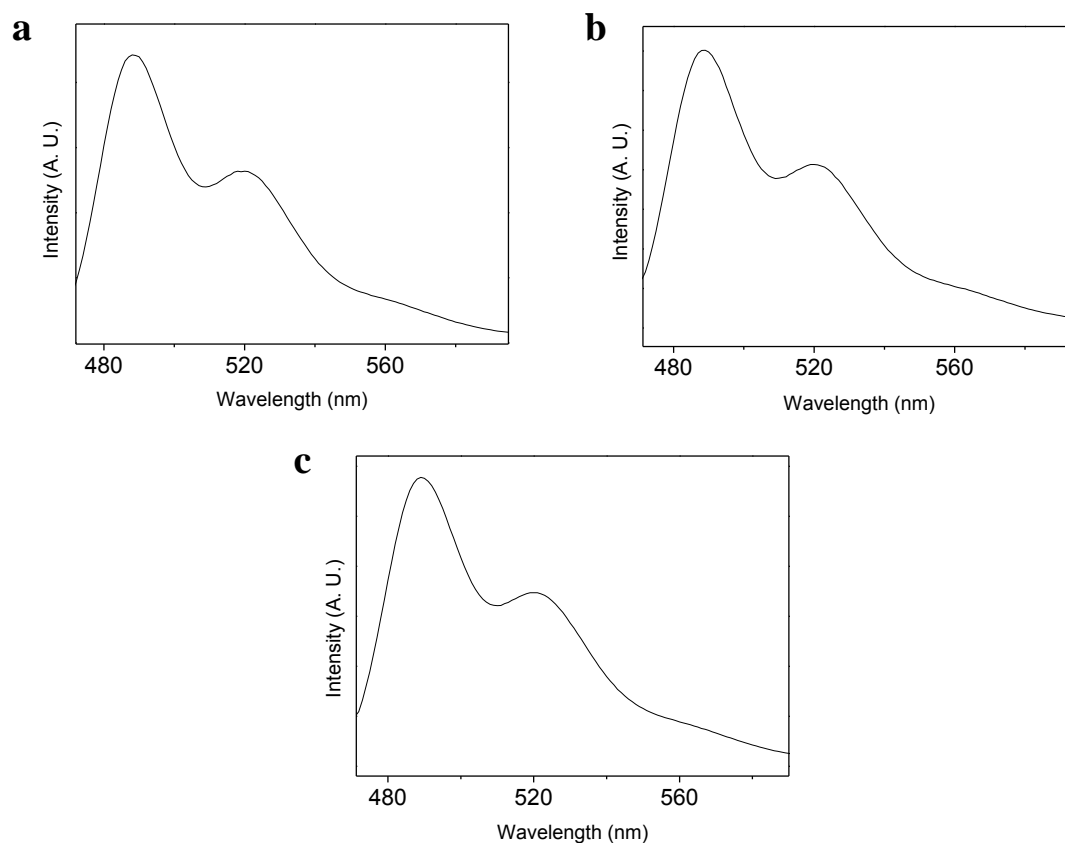 a
Intensity (A. U.)
480
520
560
Wavelength (nm)
b
Intensity (A. U.)
480
520
560
Wavelength (nm)
c
Intensity (A. U.)
480
520
560
Wavelength (nm)